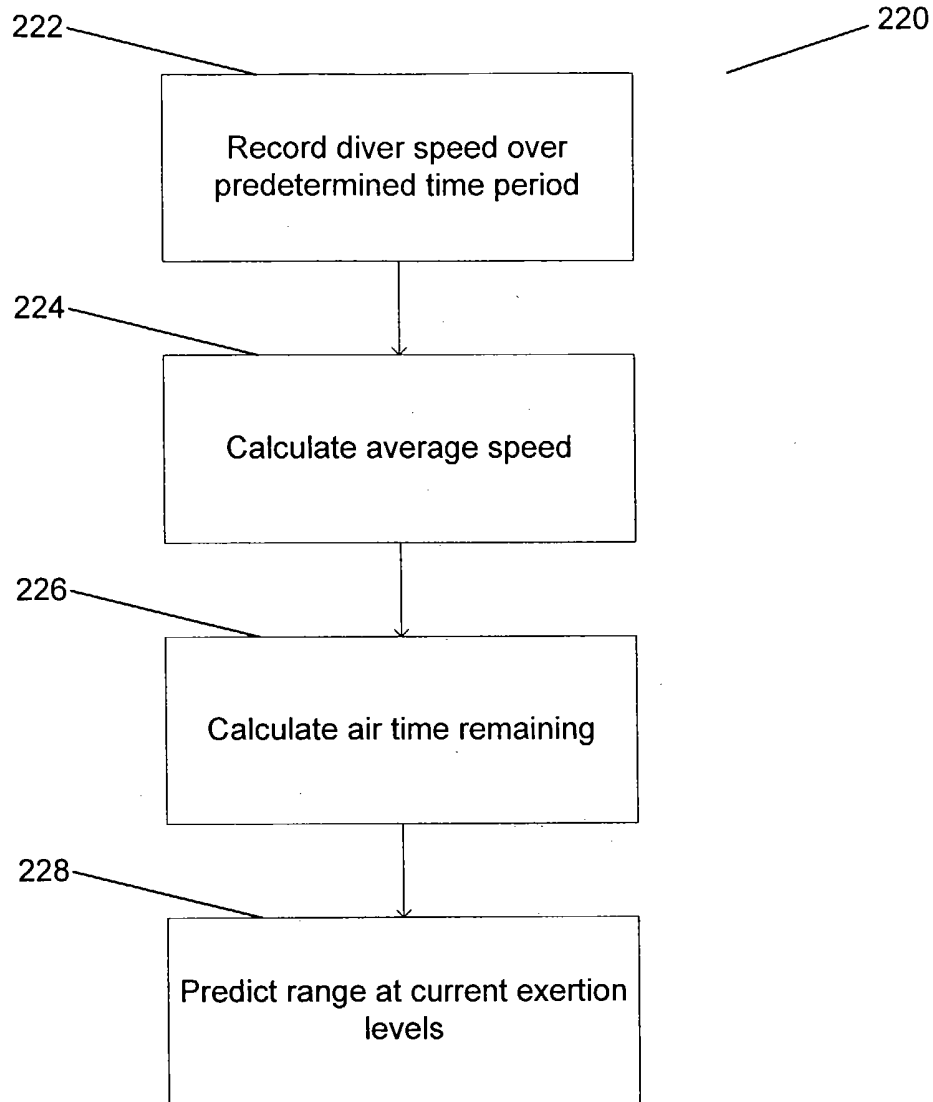 222
220
Record diver speed over
predetermined time period
224
Calculate average speed
226
Calculate air time remaining
228
Predict range at current exertion
levels